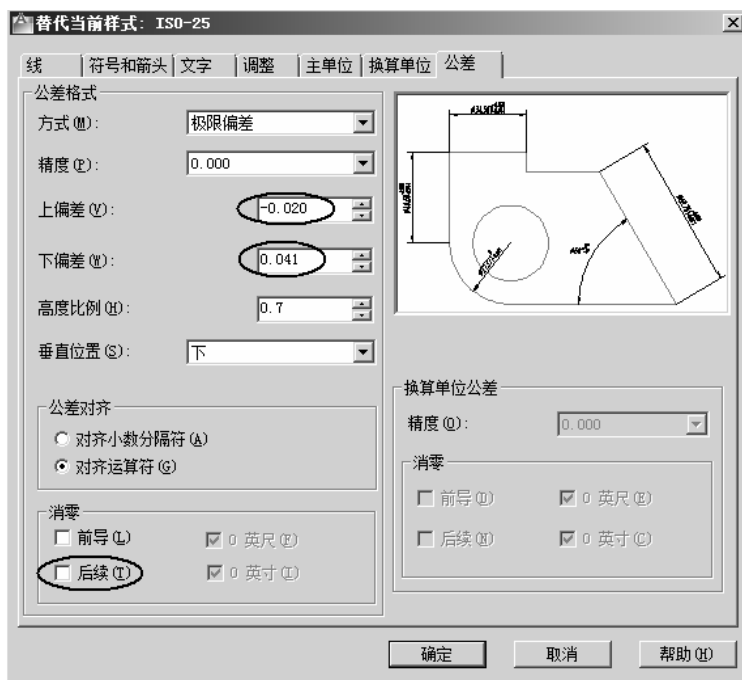 替代当前样式: ISO-25
线
符号和箭头
文字
调整
主单位
换算单位
公差
公差格式
方式(M):
极限偏差
精度(P):
0.000
上偏差(V):
-0.020
下偏差(W):
0.041
高度比例(H):
0.7
垂直位置(S):
下
公差对齐
对齐小数分隔符(A)
对齐运算符(G)
消零
前导(L)
0 英尺(F)
后续(T)
0 英寸(I)
换算单位公差
精度(O):
0.000
消零
前导(D)
0 英尺(E)
后续(N)
0 英寸(C)
确定
取消
帮助(H)